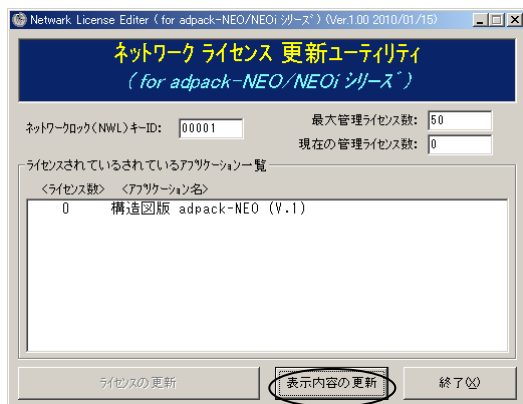 Netwark License Editer ( for adpack-NEO/NEOi ｼﾘｰｽﾞ ) (Ver.1.00 2010/01/15)
ネットワーク ライセンス 更新ユーティリティ
( for adpack-NEO/NEOi ｼﾘｰｽﾞ )
ﾈｯﾄﾜｰｸﾛｯｸ(NWL)ｷｰID: 00001
最大管理ﾗｲｾﾝｽ数: 50
現在の管理ﾗｲｾﾝｽ数: 0
ﾗｲｾﾝｽされているされているｱﾌﾟﾘｹｰｼｮﾝ一覧
<ﾗｲｾﾝｽ数> <ｱﾌﾟﾘｹｰｼｮﾝ名>
0 構造図版 adpack-NEO (V.1)
ﾗｲｾﾝｽの更新 表示内容の更新 終了(X)